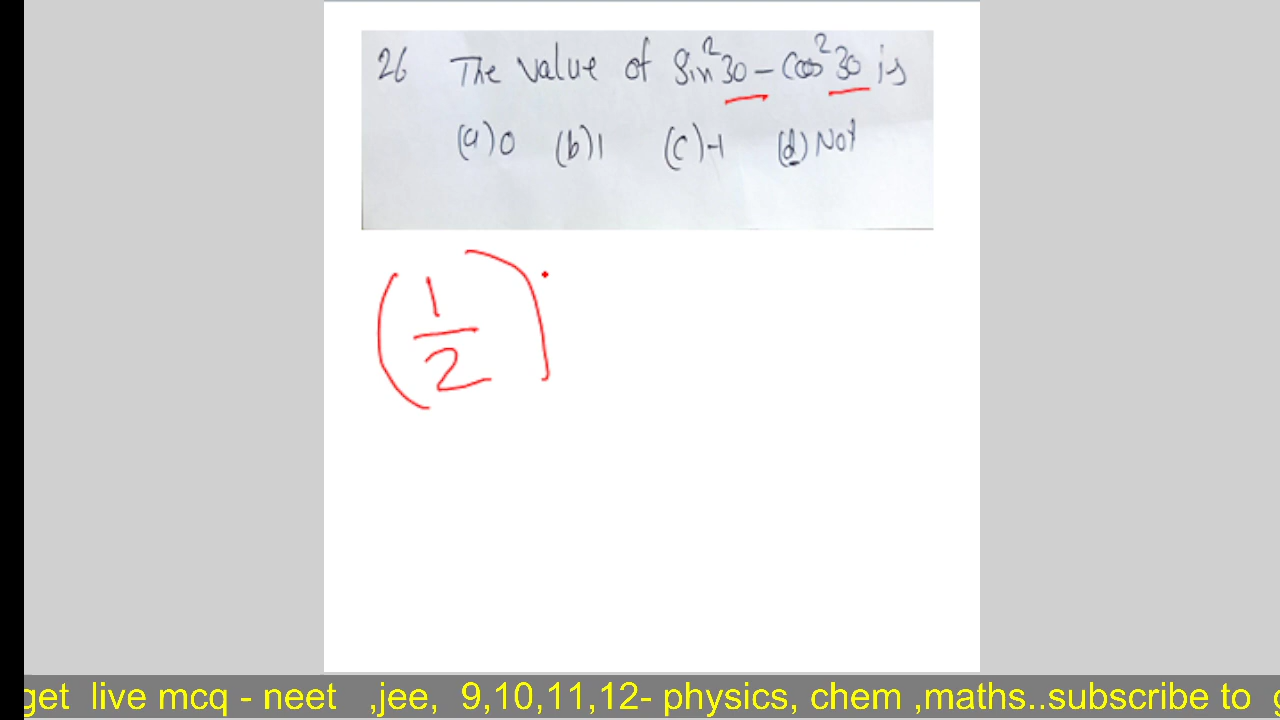 26 The value of Sin²30 - Cos²30 is
(a) 0 (b) 1 (c) -1 (d) Not
( 1/2 )
get live mcq - neet ,jee, 9,10,11,12- physics, chem ,maths..subscribe to g